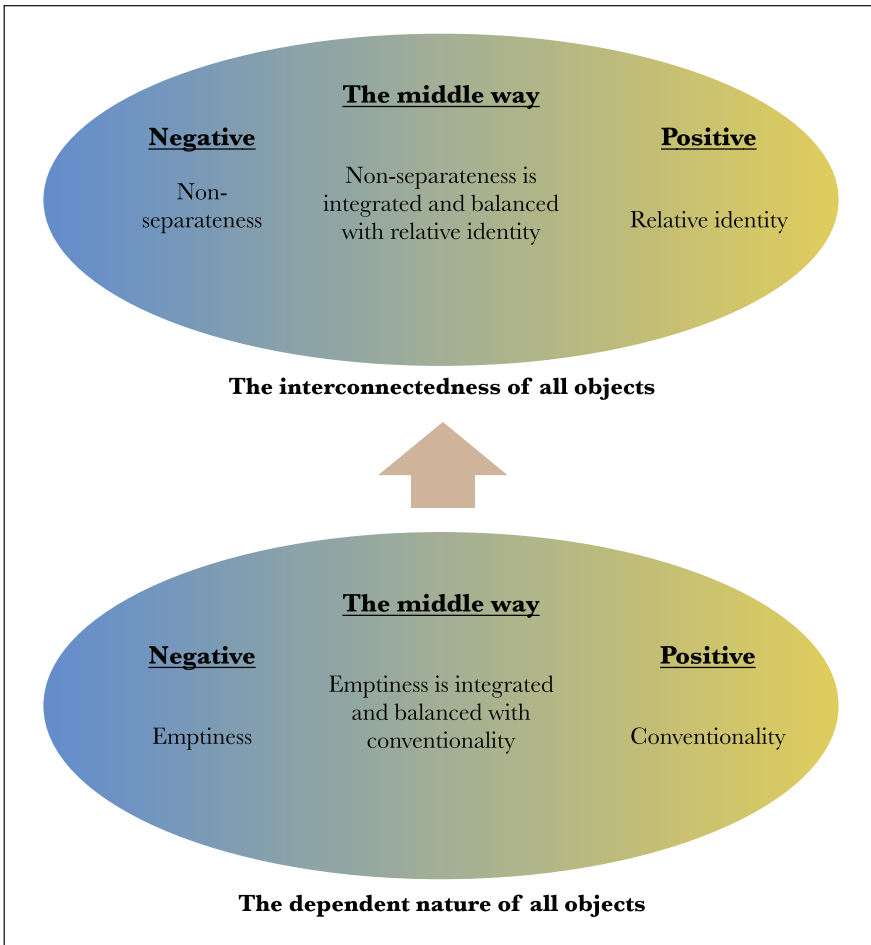 The middle way
Negative
Positive
Non-
separateness
Non-separateness is
integrated and balanced
with relative identity
Relative identity
The interconnectedness of all objects
The middle way
Negative
Positive
Emptiness
Emptiness is integrated
and balanced with
conventionality
Conventionality
The dependent nature of all objects